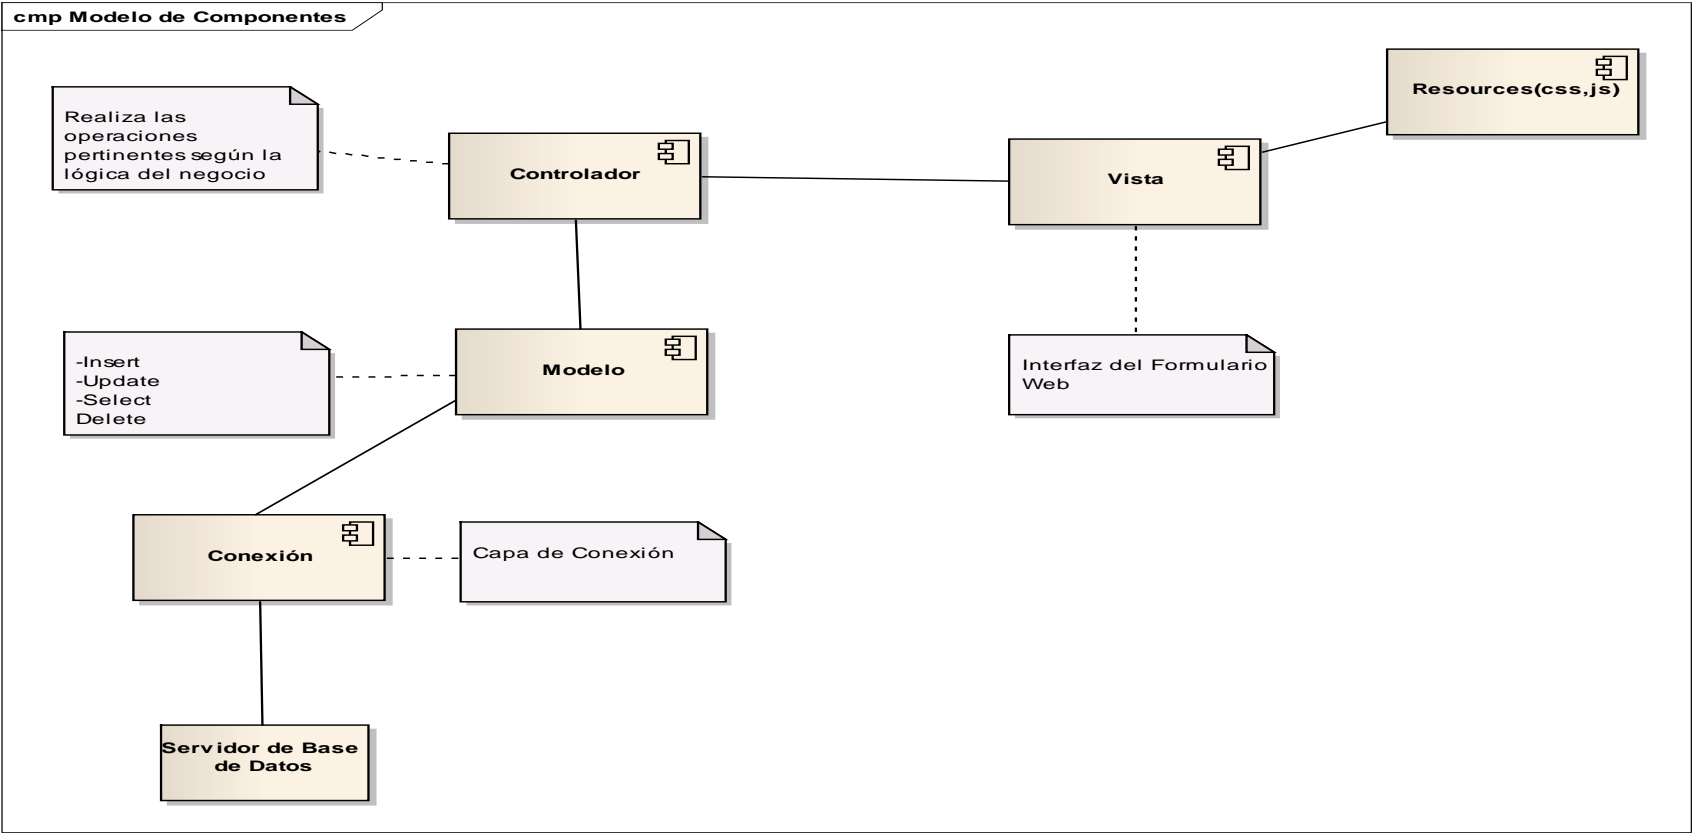 cmp Modelo de Componentes
Resources(css,js)
Realiza las
operaciones
pertinentes según la
lógica del negocio
Controlador
Vista
-Insert
-Update
-Select
Delete
Modelo
Interfaz del Formulario
Web
Conexión
Capa de Conexión
Servidor de Base
de Datos